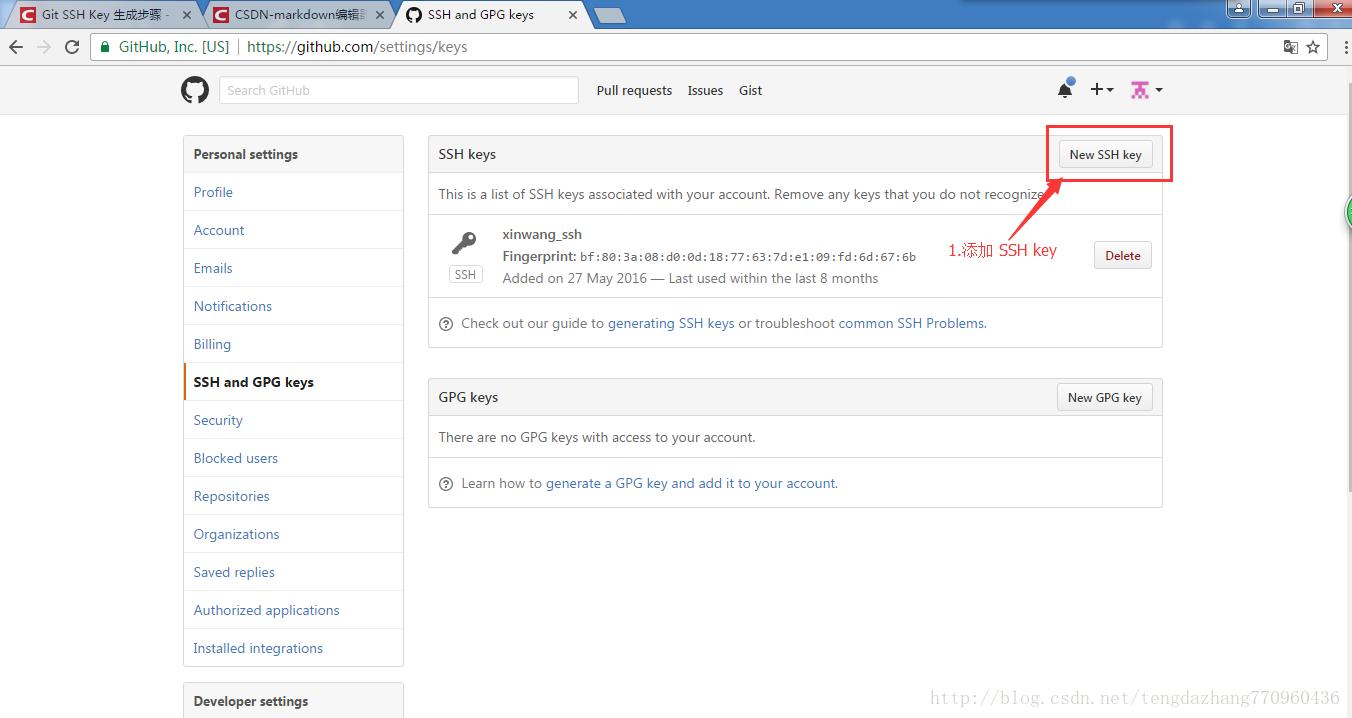 Git SSH Key 生成步骤 -
CSDN-markdown编辑
SSH and GPG keys
GitHub, Inc. [US]
https://github.com/settings/keys
Search GitHub
Pull requests
Issues
Gist
Personal settings
Profile
Account
Emails
Notifications
Billing
SSH and GPG keys
Security
Blocked users
Repositories
Organizations
Saved replies
Authorized applications
Installed integrations
Developer settings
SSH keys
New SSH key
This is a list of SSH keys associated with your account. Remove any keys that you do not recognize
xinwang_ssh
Fingerprint: bf:80:3a:08:d0:0d:18:77:63:7d:e1:09:fd:6d:67:6b
SSH
Added on 27 May 2016 — Last used within the last 8 months
1.添加 SSH key
Delete
Check out our guide to generating SSH keys or troubleshoot common SSH Problems.
GPG keys
New GPG key
There are no GPG keys with access to your account.
Learn how to generate a GPG key and add it to your account.
http://blog.csdn.net/tengdazhang770960436